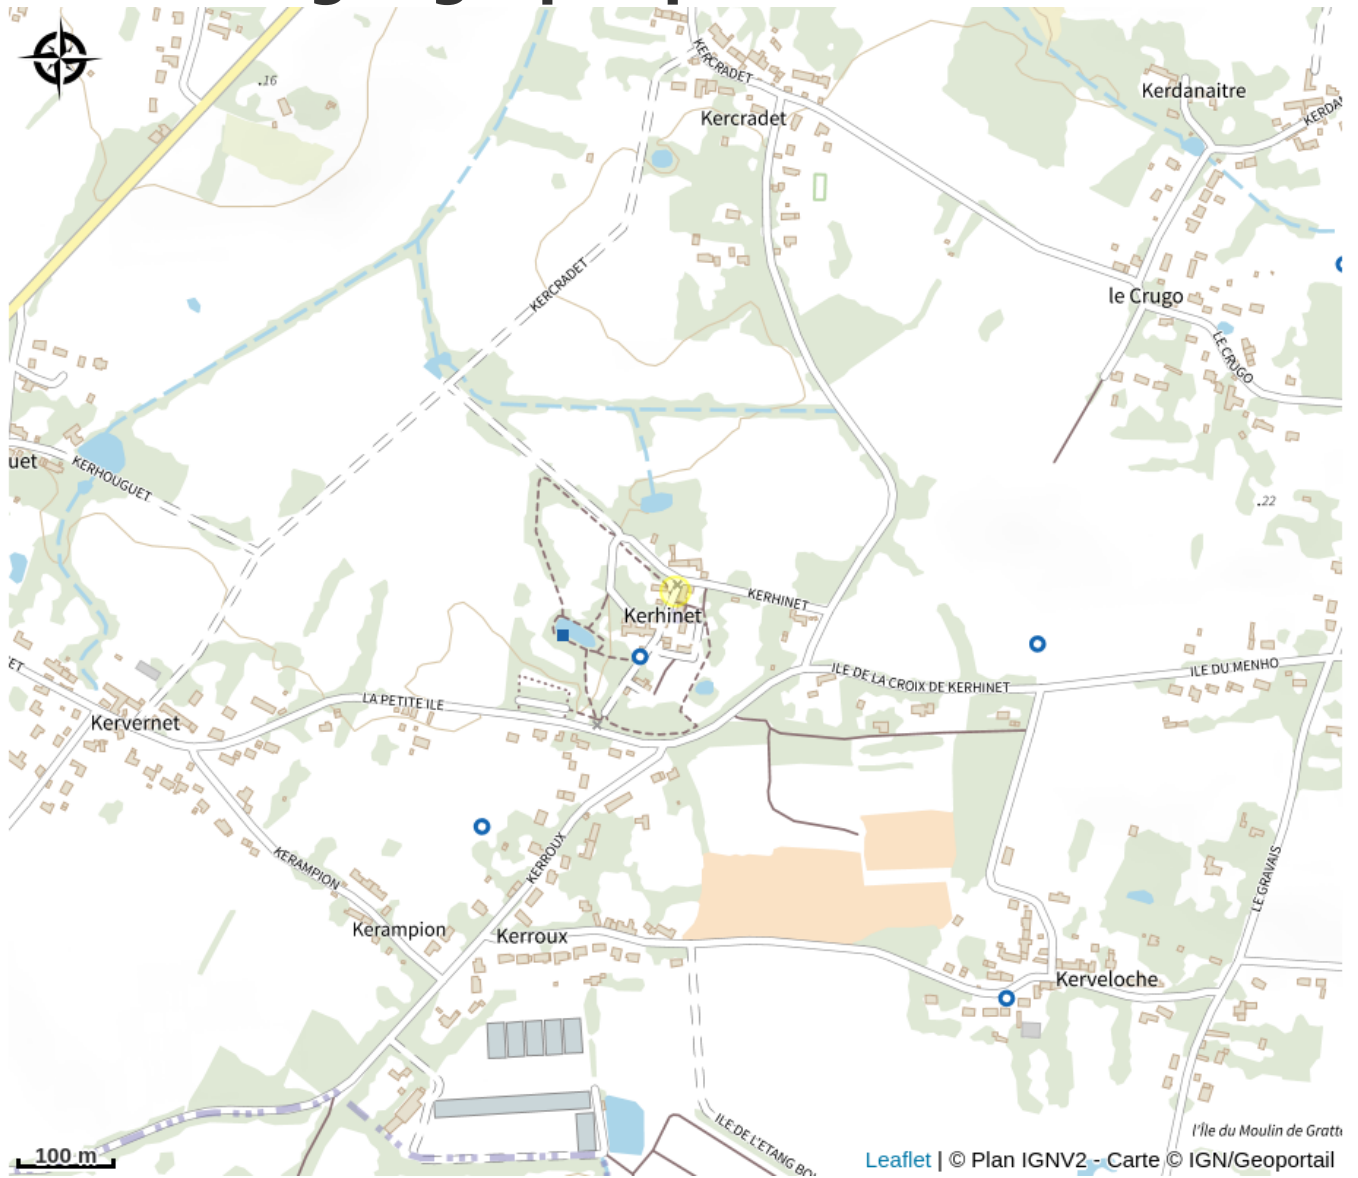 KERCRADET
Kerdanaitre
.16
Kercradet
KERCRADET
le Crugo
LE CRUGO
uet
KERHOUGUET
.22
KERHINET
Kerhinet
ET
ILE DE LA CROIX DE KERHINET
ILE DU MENHO
LA PETITE ILE
Kervernet
KERAMPION
KERROUX
LE GRAVAIS
Kerampion
Kerroux
Kerveloche
ILE DE L'ETANG BO
l'Île du Moulin de Gratte
100 m
Leaflet | © Plan IGNV2 - Carte © IGN/Geoportail